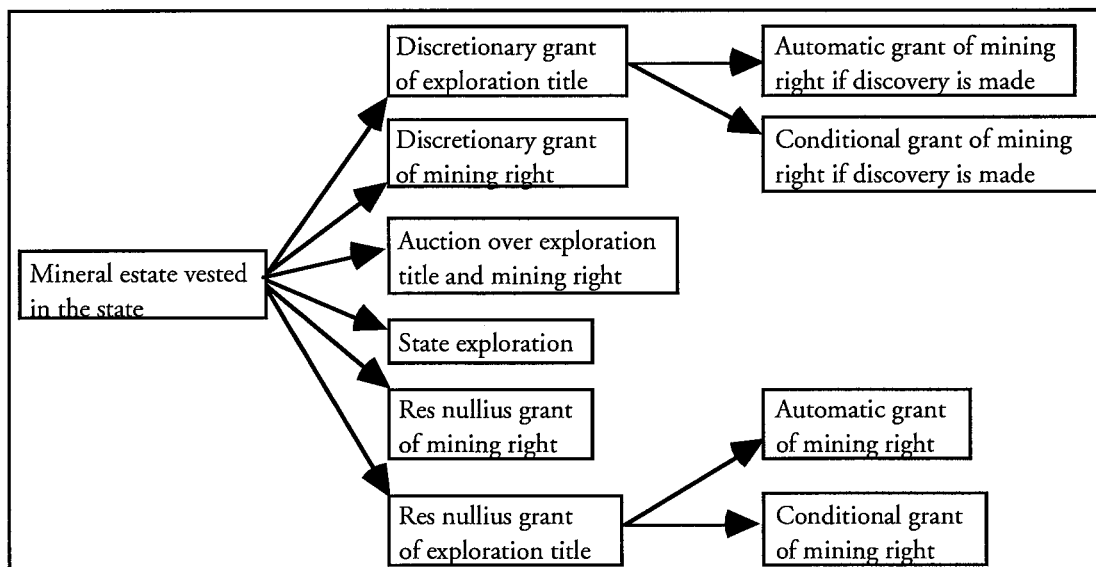 Mineral estate vested
in the state
Discretionary grant
of exploration title
Discretionary grant
of mining right
Auction over exploration
title and mining right
State exploration
Res nullius grant
of mining right
Res nullius grant
of exploration title
Automatic grant of mining
right if discovery is made
Conditional grant of mining
right if discovery is made
Automatic grant
of mining right
Conditional grant
of mining right